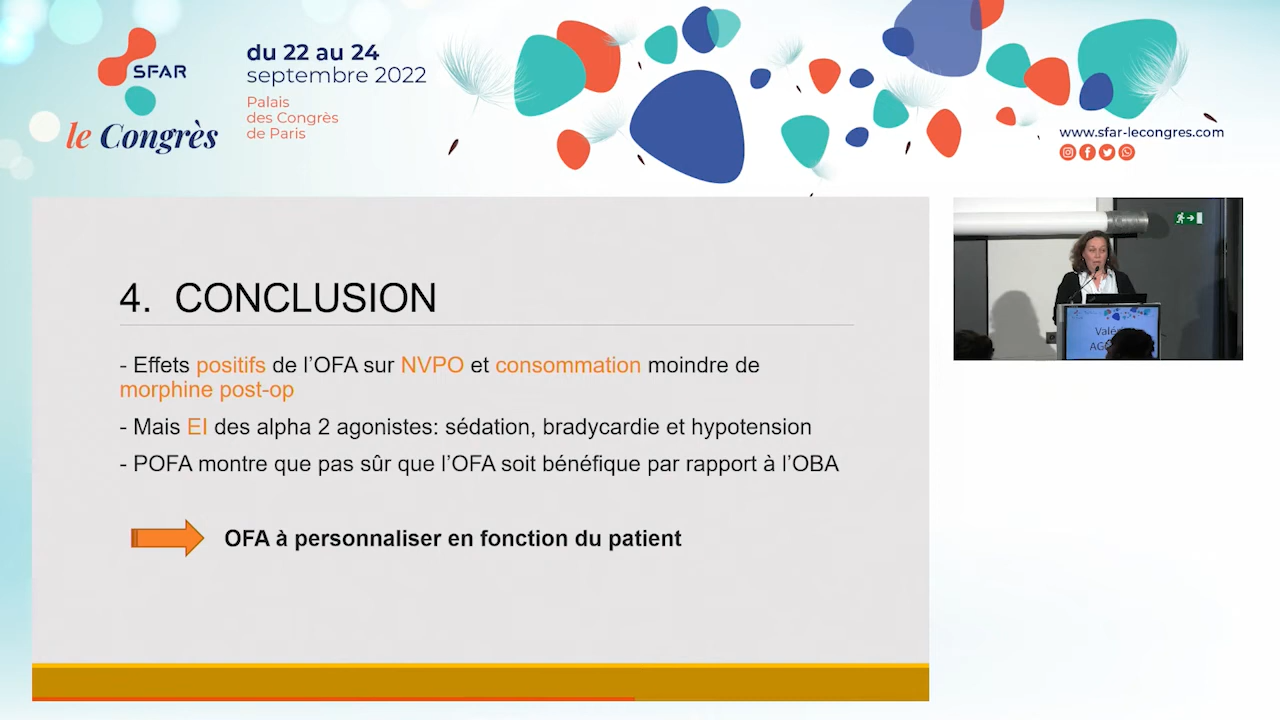 SFAR
le Congrès
du 22 au 24
septembre 2022
Palais
des Congrès
de Paris
www.sfar-lecongres.com
4. CONCLUSION
- Effets positifs de l'OFA sur NVPO et consommation moindre de
morphine post-op
- Mais EI des alpha 2 agonistes: sédation, bradycardie et hypotension
- POFA montre que pas sûr que l'OFA soit bénéfique par rapport à l'OBA
OFA à personnaliser en fonction du patient